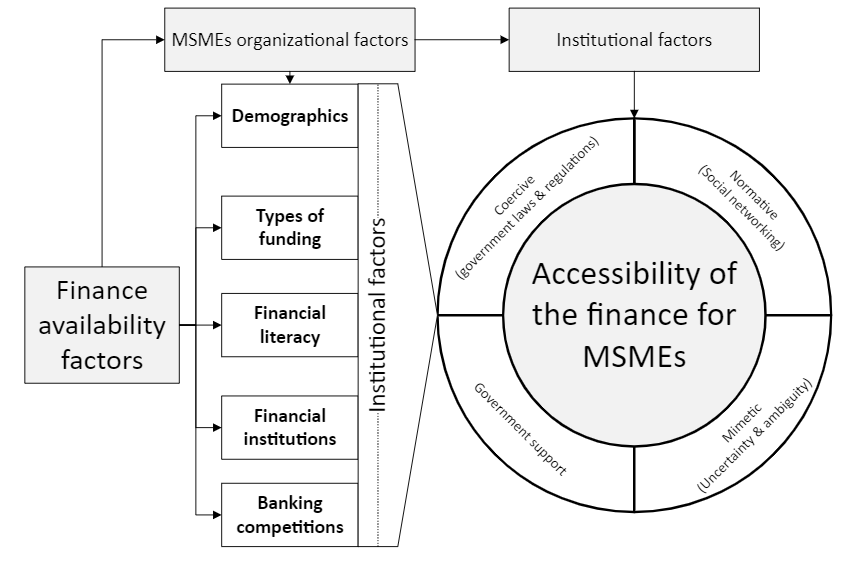 MSMEs organizational factors
Institutional factors
Finance
availability
factors
Demographics
Types of
funding
Financial
literacy
Financial
institutions
Banking
competitions
Institutional factors
Coercive
(government laws & regulations)
Normative
(Social networking)
Accessibility of
the finance for
MSMEs
Government support
Mimetic
(Uncertainty & ambiguity)